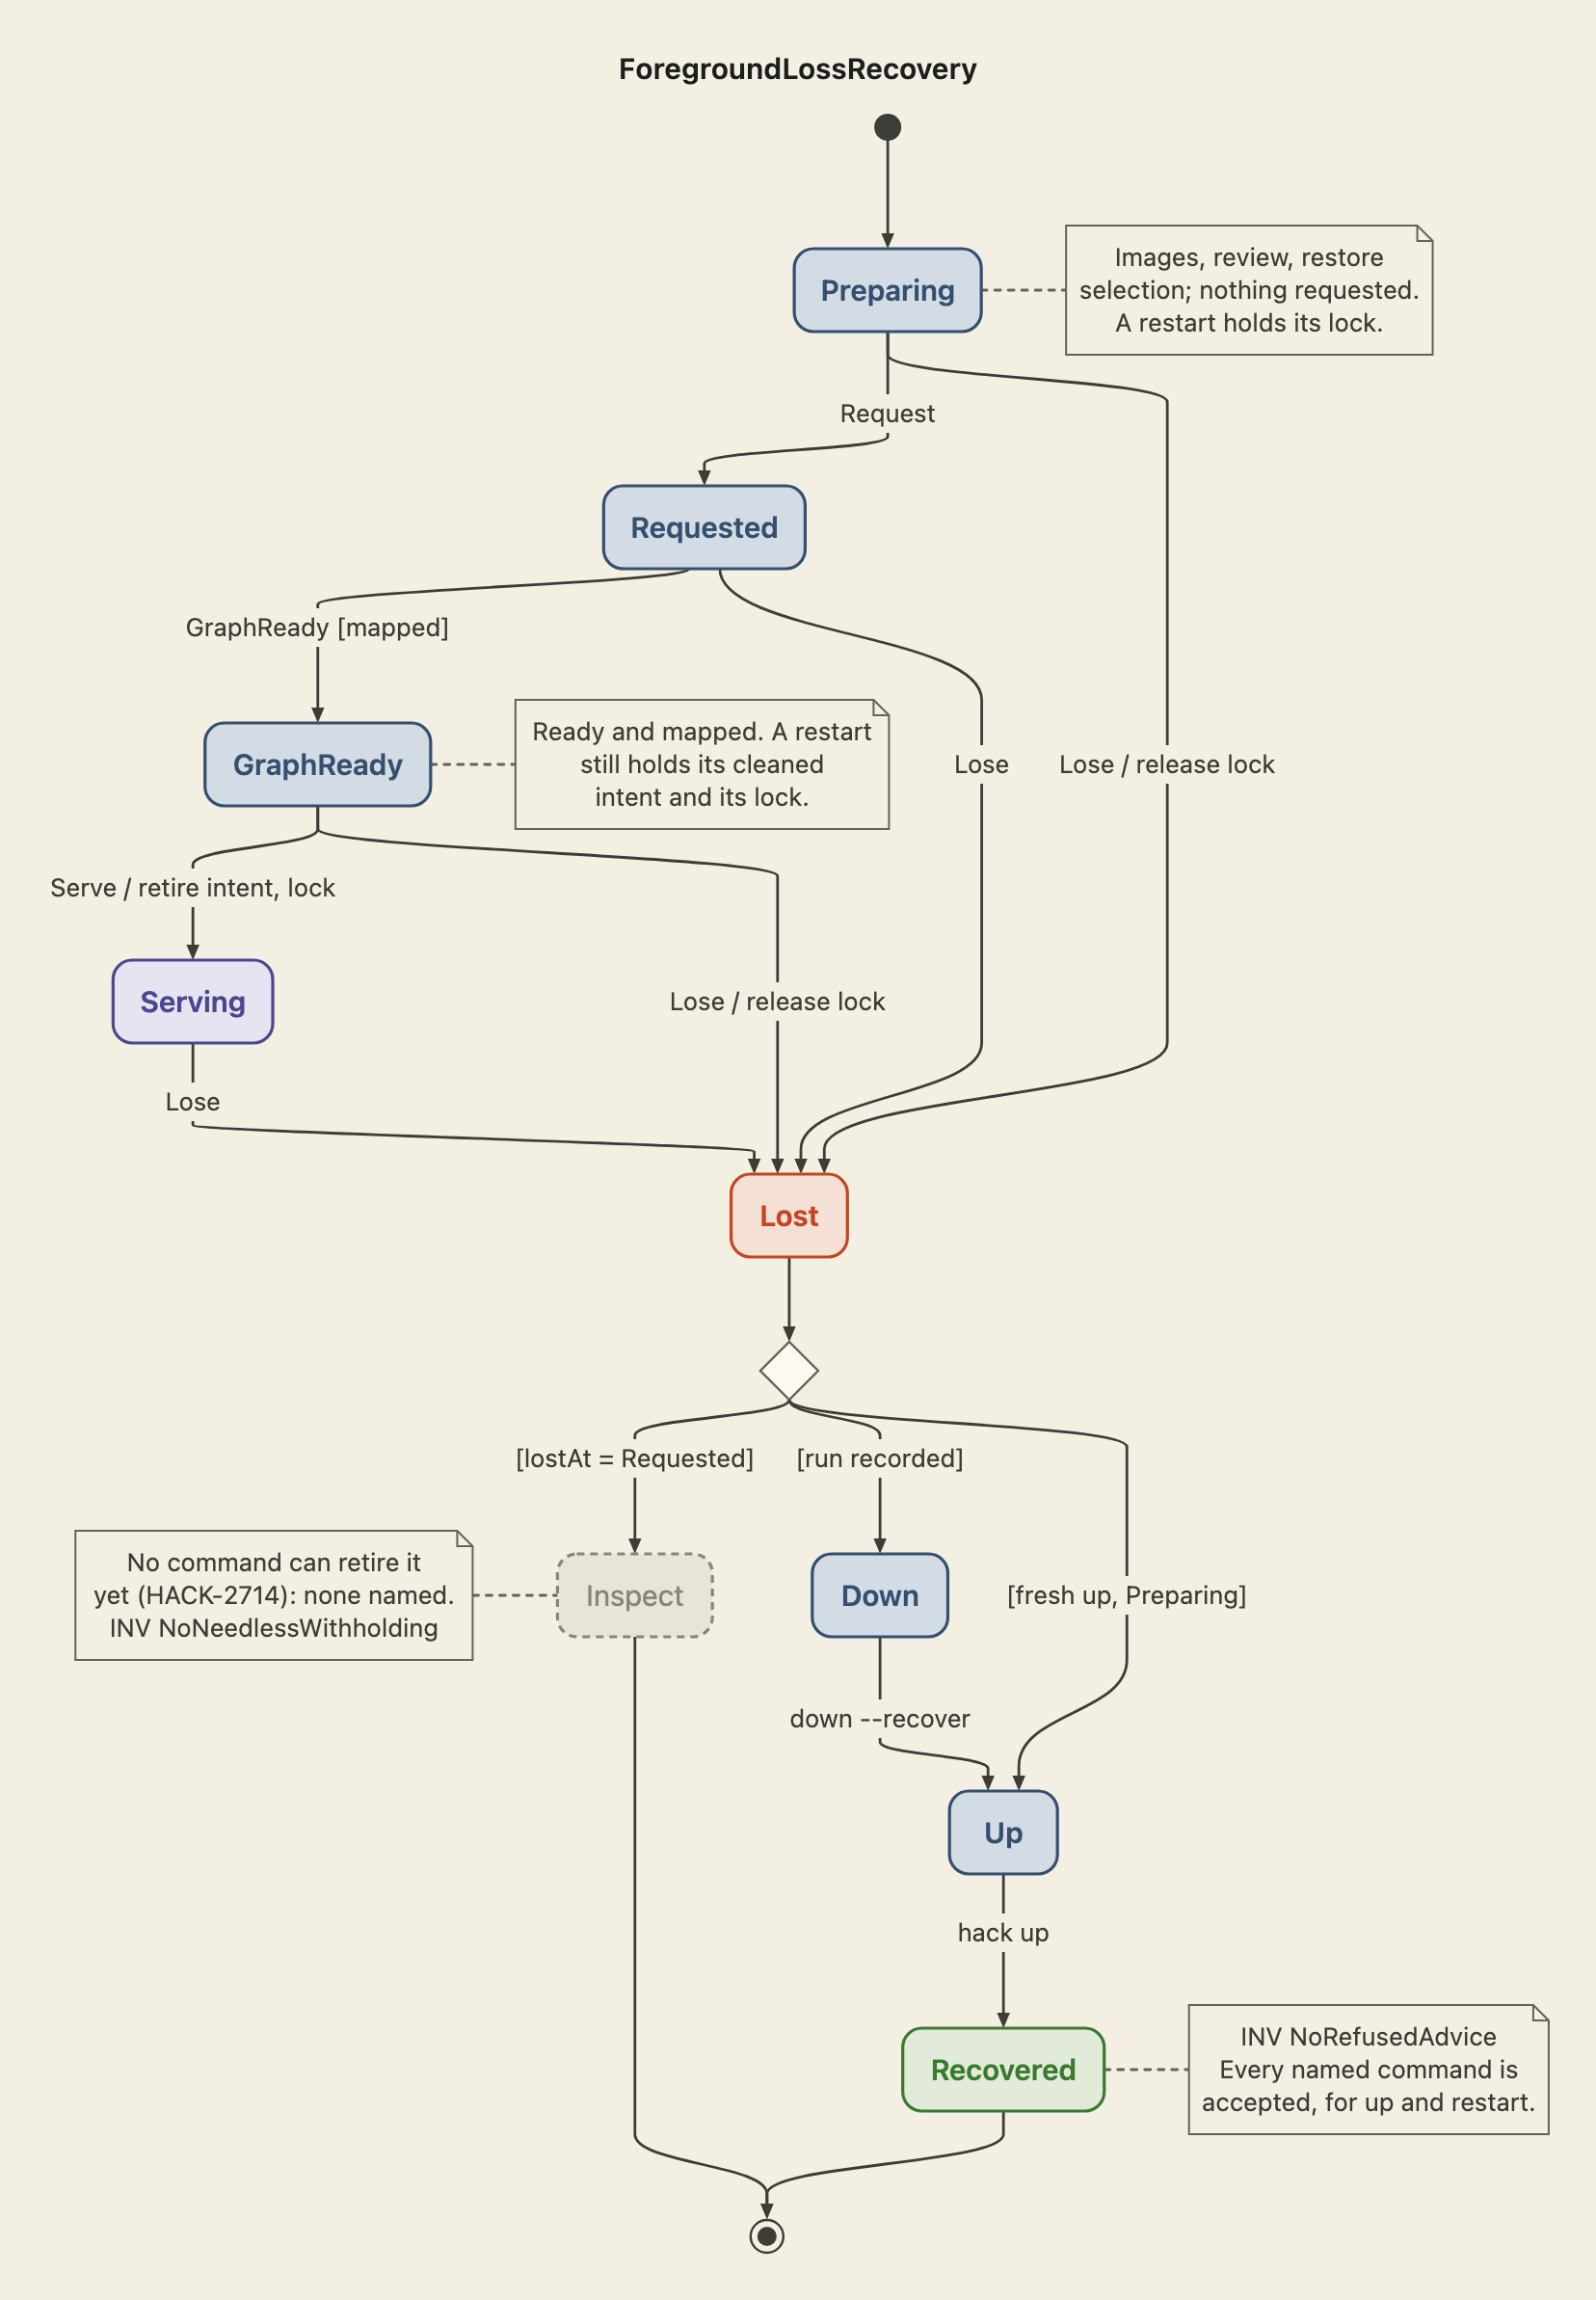 ForegroundLossRecovery
Preparing
Images, review, restore
selection; nothing requested.
A restart holds its lock.
Request
Requested
GraphReady [mapped]
GraphReady
Ready and mapped. A restart
still holds its cleaned
intent and its lock.
Lose
Lose / release lock
Serve / retire intent, lock
Serving
Lose / release lock
Lose
Lost
[lostAt = Requested]
[run recorded]
No command can retire it
yet (HACK-2714): none named.
INV NoNeedlessWithholding
Inspect
Down
[fresh up, Preparing]
down --recover
Up
hack up
Recovered
INV NoRefusedAdvice
Every named command is
accepted, for up and restart.